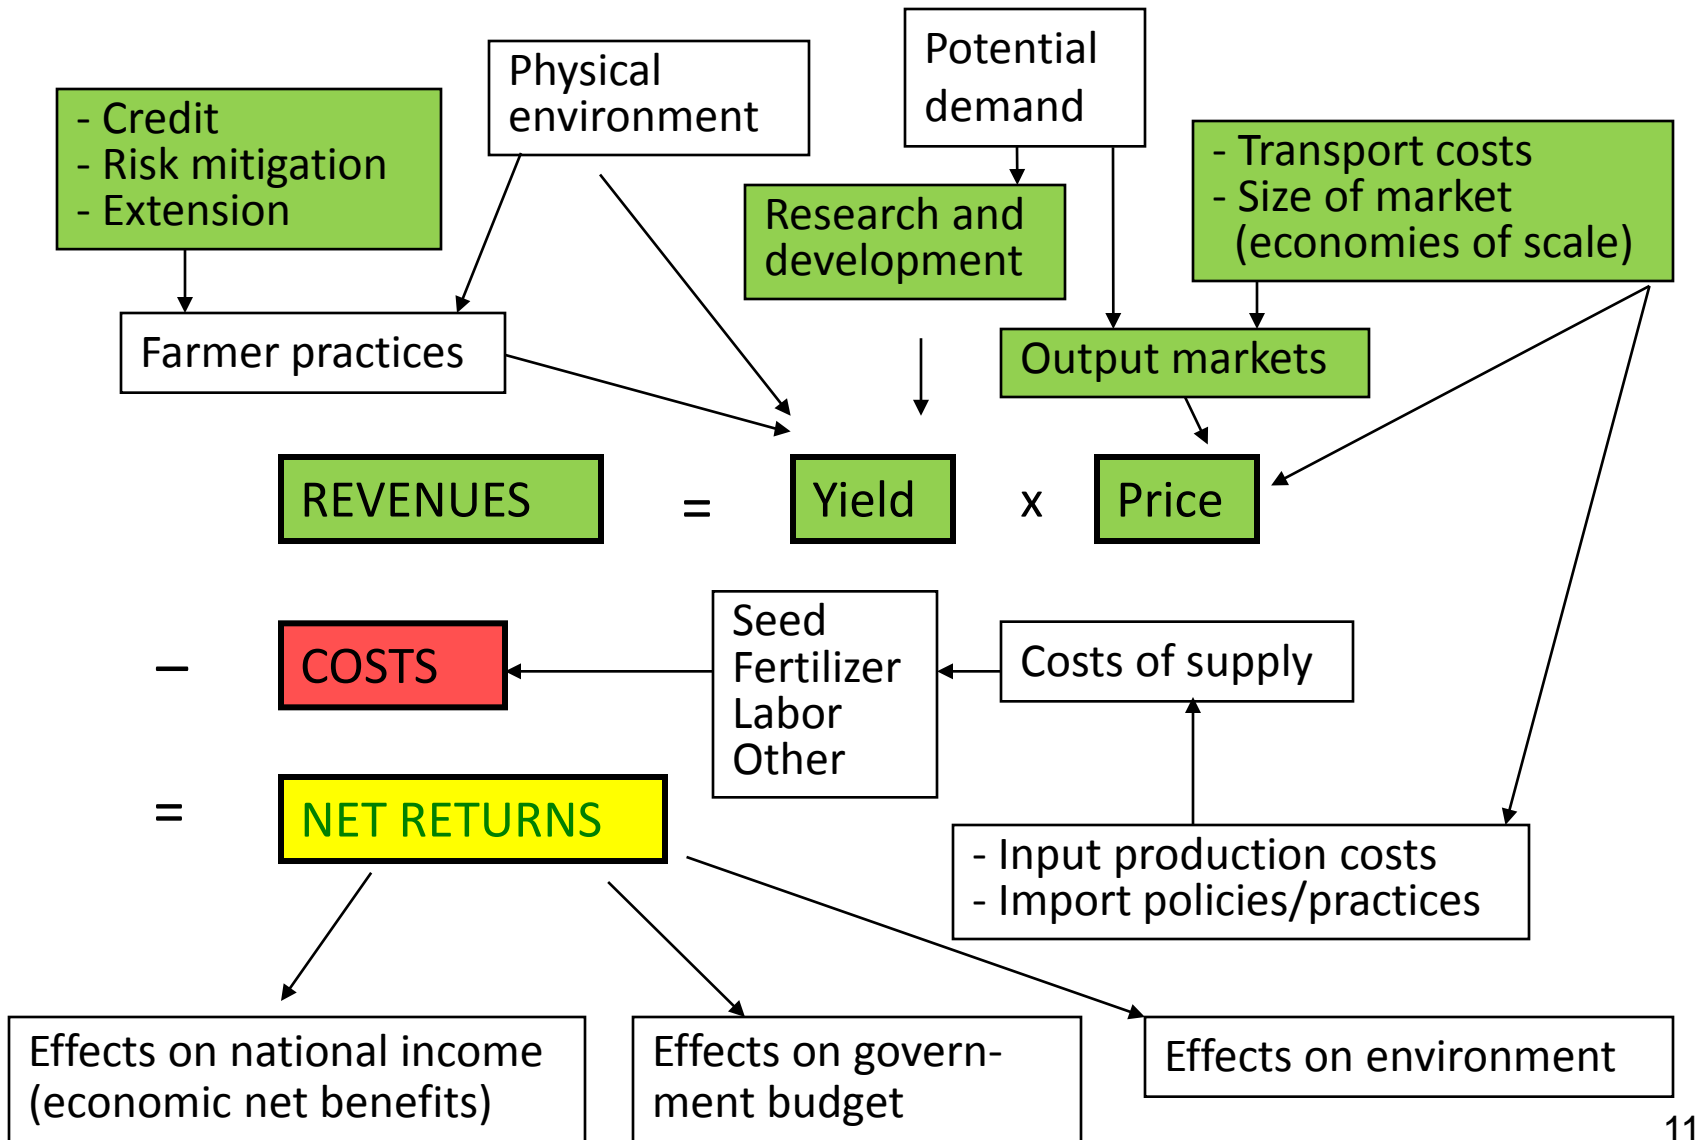 Potential
demand
Physical
environment
- Credit
- Risk mitigation
- Extension
- Transport costs
- Size of market
(economies of scale)
Research and
development
Farmer practices
Output markets
REVENUES = Yield x Price
Seed
Fertilizer
Labor
Other
– COSTS
Costs of supply
= NET RETURNS
- Input production costs
- Import policies/practices
Effects on national income
(economic net benefits)
Effects on govern-
ment budget
Effects on environment
11